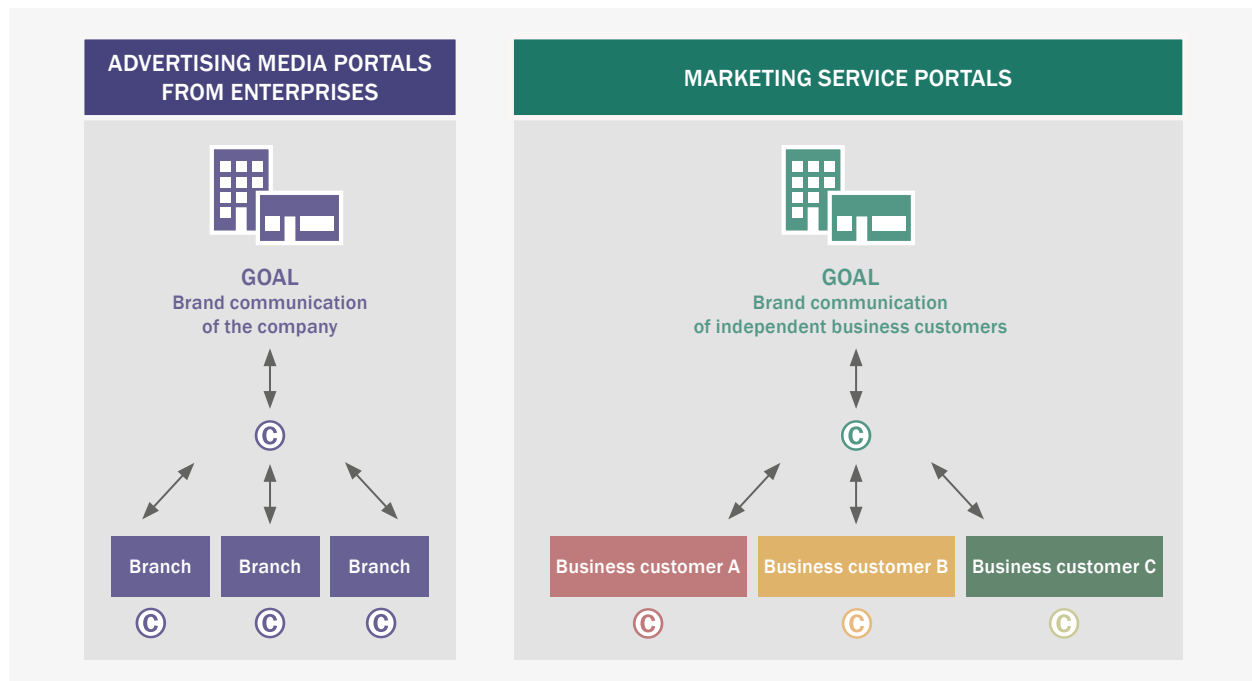 ADVERTISING MEDIA PORTALS
FROM ENTERPRISES
GOAL
Brand communication
of the company
©
Branch
Branch
Branch
©
©
©
MARKETING SERVICE PORTALS
GOAL
Brand communication
of independent business customers
©
Business customer A
Business customer B
Business customer C
©
©
©